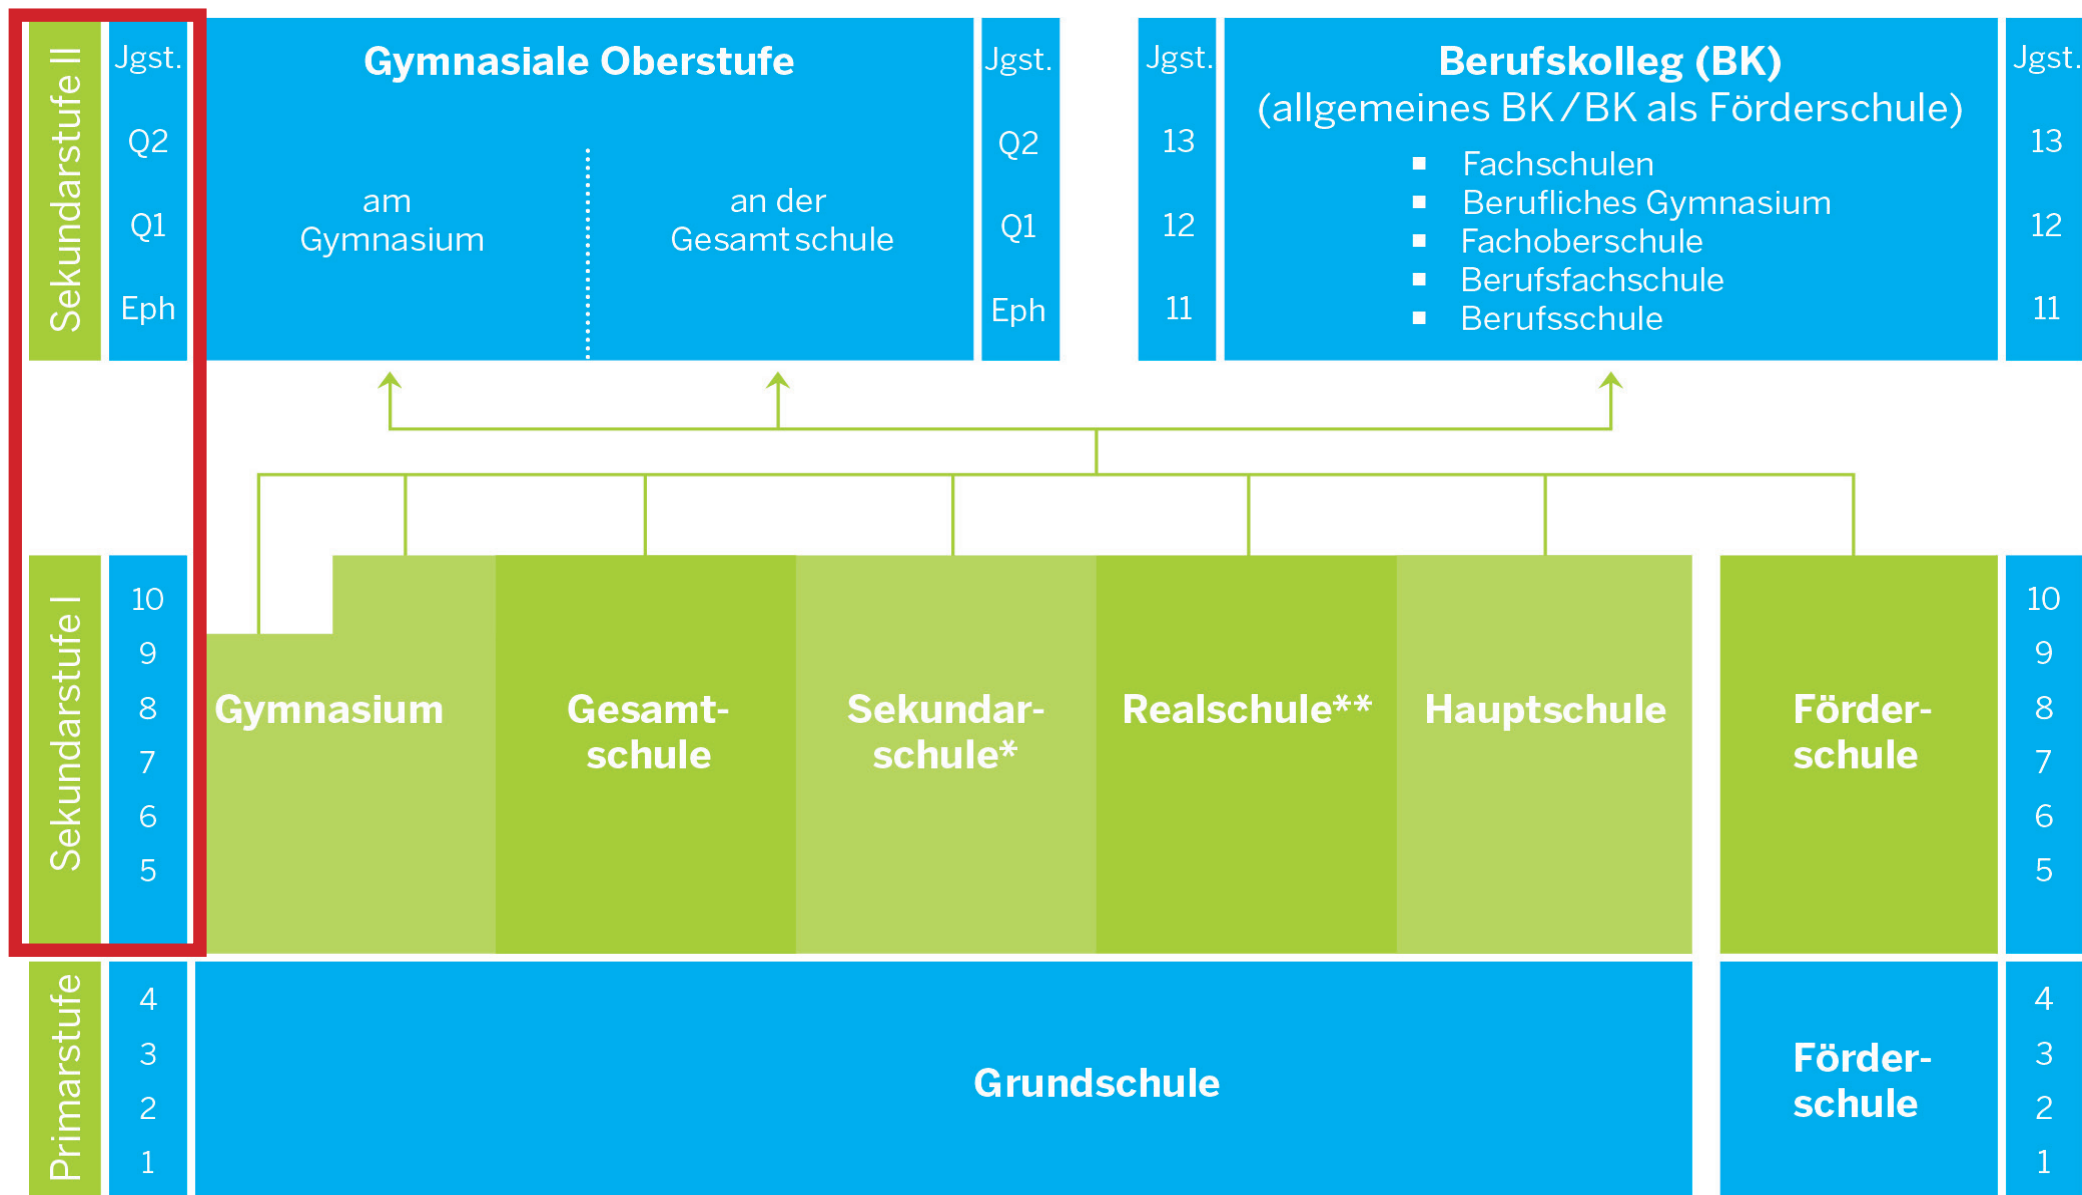 Sekundarstufe II
Jgst.
Q2
Q1
Eph
Gymnasiale Oberstufe
am
Gymnasium
an der
Gesamtschule
Jgst.
Q2
Q1
Eph
Jgst.
13
12
11
Berufskolleg (BK)
(allgemeines BK/BK als Förderschule)
▪ Fachschulen
▪ Berufliches Gymnasium
▪ Fachoberschule
▪ Berufsfachschule
▪ Berufsschule
Jgst.
13
12
11
Sekundarstufe I
10
9
8
7
6
5
Gymnasium
Gesamt-
schule
Sekundar-
schule*
Realschule**
Hauptschule
Förder-
schule
10
9
8
7
6
5
Primarstufe
4
3
2
1
Grundschule
Förder-
schule
4
3
2
1